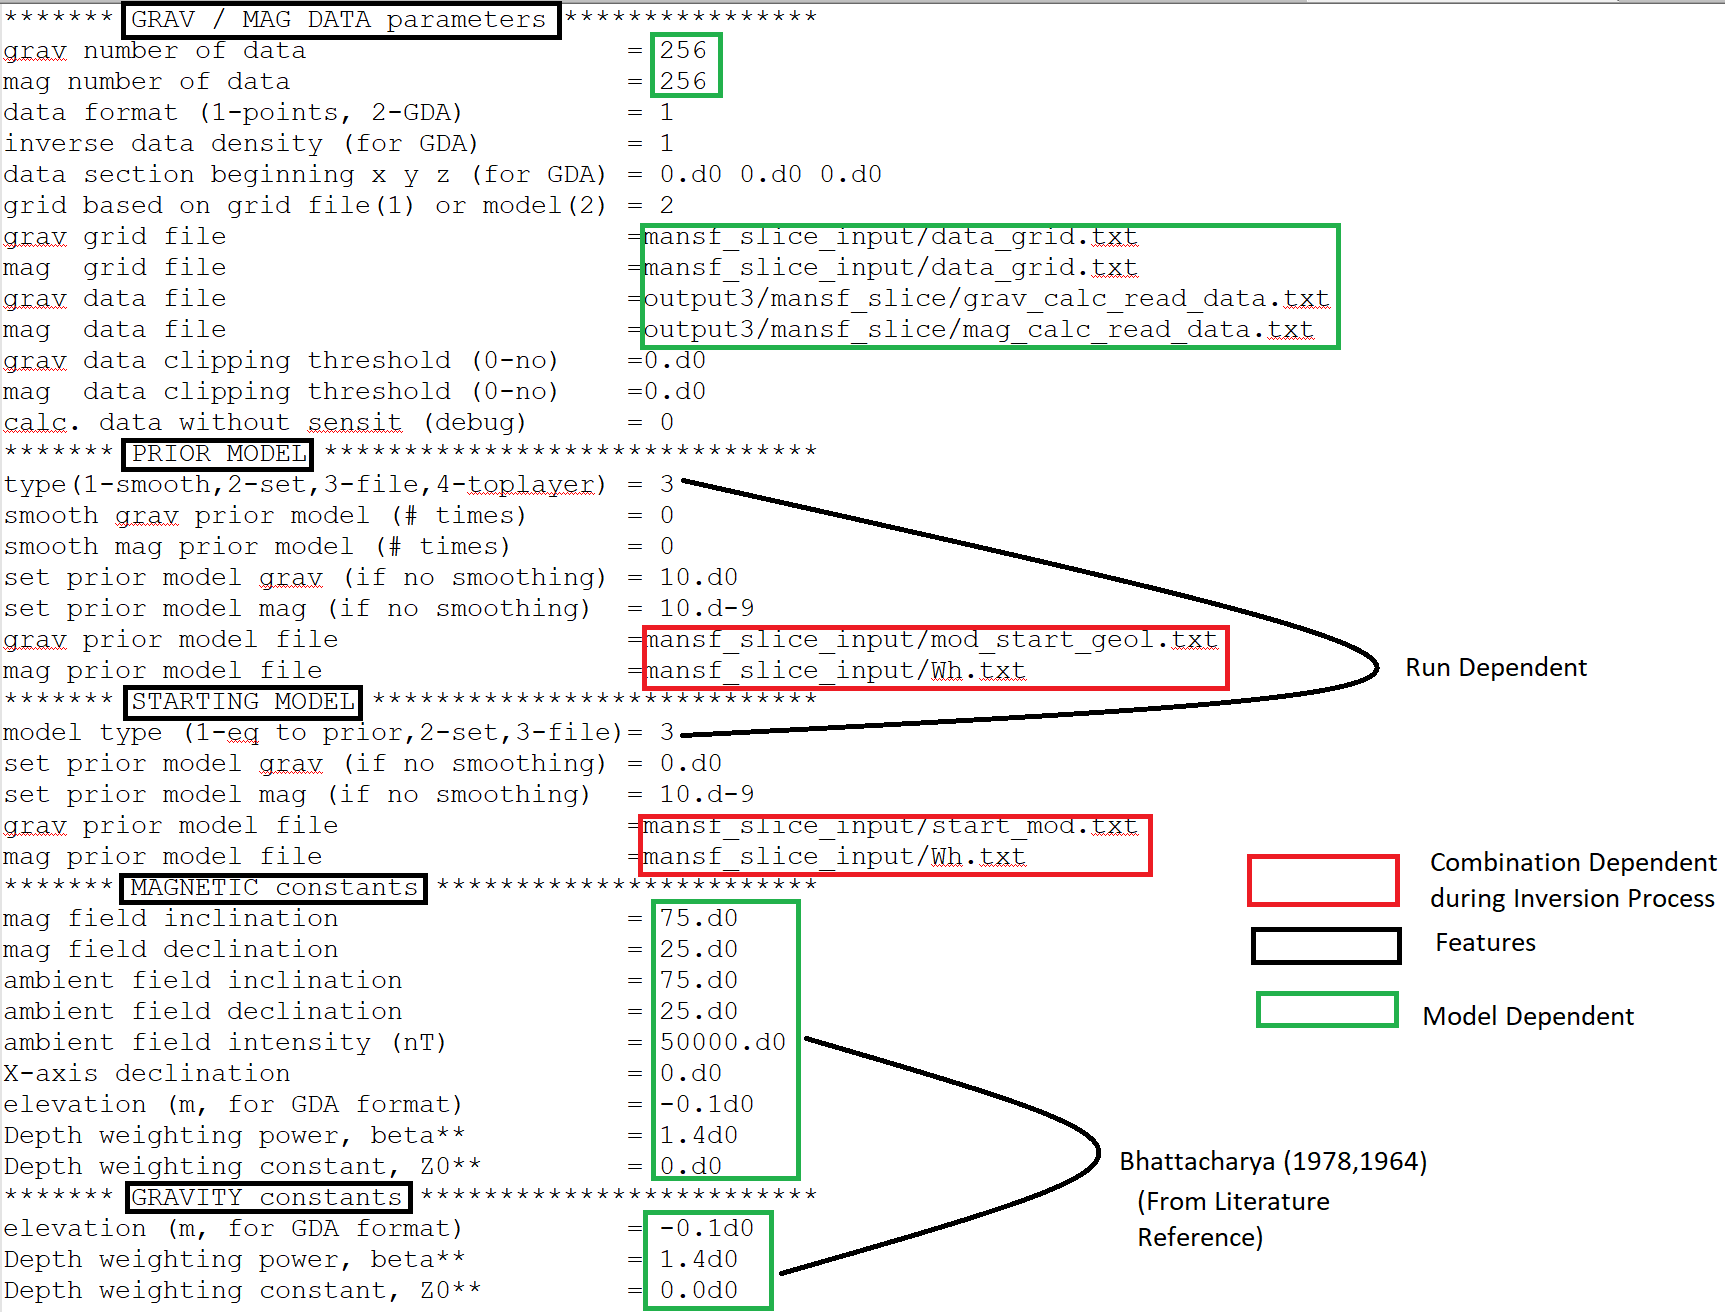 ******* GRAV / MAG DATA parameters ****************
grav number of data = 256
mag number of data = 256
data format (1-points, 2-GDA) = 1
inverse data density (for GDA) = 1
data section beginning x y z (for GDA) = 0.d0 0.d0 0.d0
grid based on grid file(1) or model(2) = 2
grav grid file =mansf_slice_input/data_grid.txt
mag  grid file =mansf_slice_input/data_grid.txt
grav data file =output3/mansf_slice/grav_calc_read_data.txt
mag  data file =output3/mansf_slice/mag_calc_read_data.txt
grav data clipping threshold (0-no) =0.d0
mag  data clipping threshold (0-no) =0.d0
calc. data without sensit (debug) = 0
******* PRIOR MODEL *******************************
type(1-smooth,2-set,3-file,4-toplayer) = 3
smooth grav prior model (# times) = 0
smooth mag prior model (# times) = 0
set prior model grav (if no smoothing) = 10.d0
set prior model mag (if no smoothing) = 10.d-9
grav prior model file =mansf_slice_input/mod_start_geol.txt
mag prior model file =mansf_slice_input/Wh.txt
Run Dependent
******* STARTING MODEL ****************************
model type (1-eq to prior,2-set,3-file)= 3
set prior model grav (if no smoothing) = 0.d0
set prior model mag (if no smoothing) = 10.d-9
grav prior model file =mansf_slice_input/start_mod.txt
mag prior model file =mansf_slice_input/Wh.txt
******* MAGNETIC constants ************************
mag field inclination = 75.d0
mag field declination = 25.d0
ambient field inclination = 75.d0
ambient field declination = 25.d0
ambient field intensity (nT) = 50000.d0
X-axis declination = 0.d0
elevation (m, for GDA format) = -0.1d0
Depth weighting power, beta** = 1.4d0
Depth weighting constant, Z0** = 0.d0
******* GRAVITY constants *************************
elevation (m, for GDA format) = -0.1d0
Depth weighting power, beta** = 1.4d0
Depth weighting constant, Z0** = 0.0d0
Combination Dependent
during Inversion Process
Features
Model Dependent
Bhattacharya (1978,1964)
(From Literature
Reference)